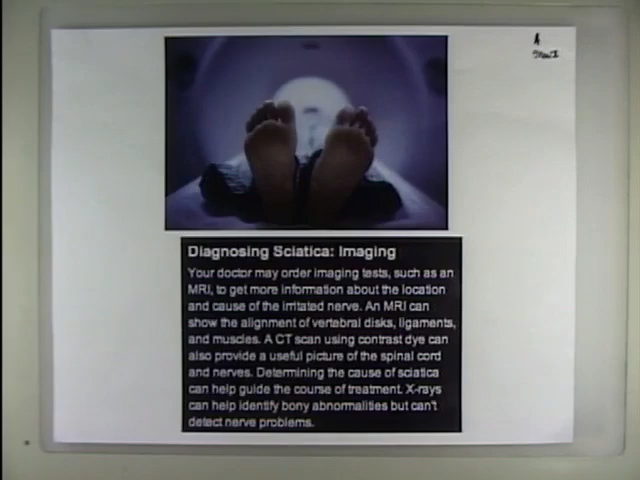 Diagnosing Sciatica: Imaging
Your doctor may order imaging tests, such as an
MRI, to get more information about the location
and cause of the irritated nerve. An MRI can
show the alignment of vertebral disks, ligaments,
and muscles. A CT scan using contrast dye can
also provide a useful picture of the spinal cord
and nerves. Determining the cause of sciatica
can help guide the course of treatment. X-rays
can help identify bony abnormalities but can't
detect nerve problems.